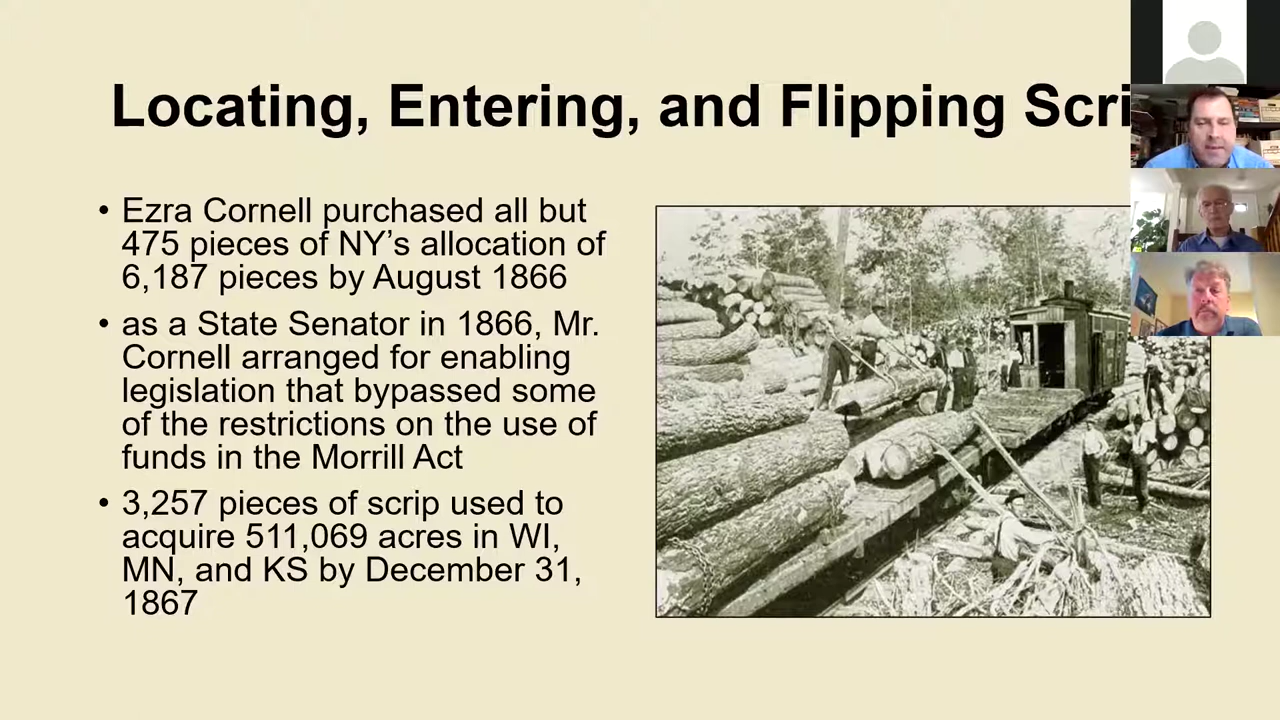 Locating, Entering, and Flipping Scri
• Ezra Cornell purchased all but
475 pieces of NY’s allocation of
6,187 pieces by August 1866
• as a State Senator in 1866, Mr.
Cornell arranged for enabling
legislation that bypassed some
of the restrictions on the use of
funds in the Morrill Act
• 3,257 pieces of scrip used to
acquire 511,069 acres in WI,
MN, and KS by December 31,
1867